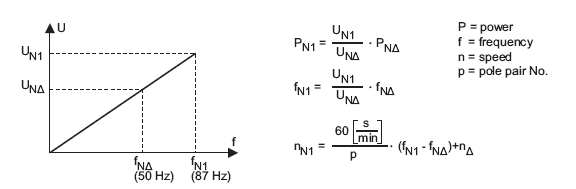 U
U_N1
U_NΔ
f
f_NΔ
(50 Hz)
f_N1
(87 Hz)
P_N1 = U_N1 / U_NΔ · P_NΔ
f_N1 = U_N1 / U_NΔ · f_NΔ
n_N1 = 60 [s/min] / p · (f_N1 - f_NΔ)+n_Δ
P = power
f = frequency
n = speed
p = pole pair No.